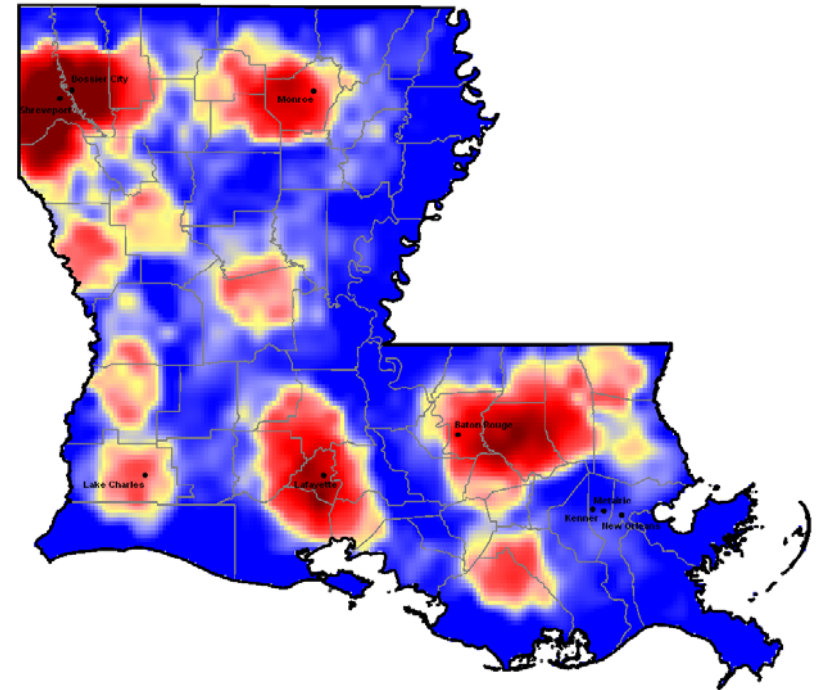 Bossier City
Shreveport
Monroe
Baton Rouge
Lake Charles
Lafayette
Metairie
Kenner
New Orleans